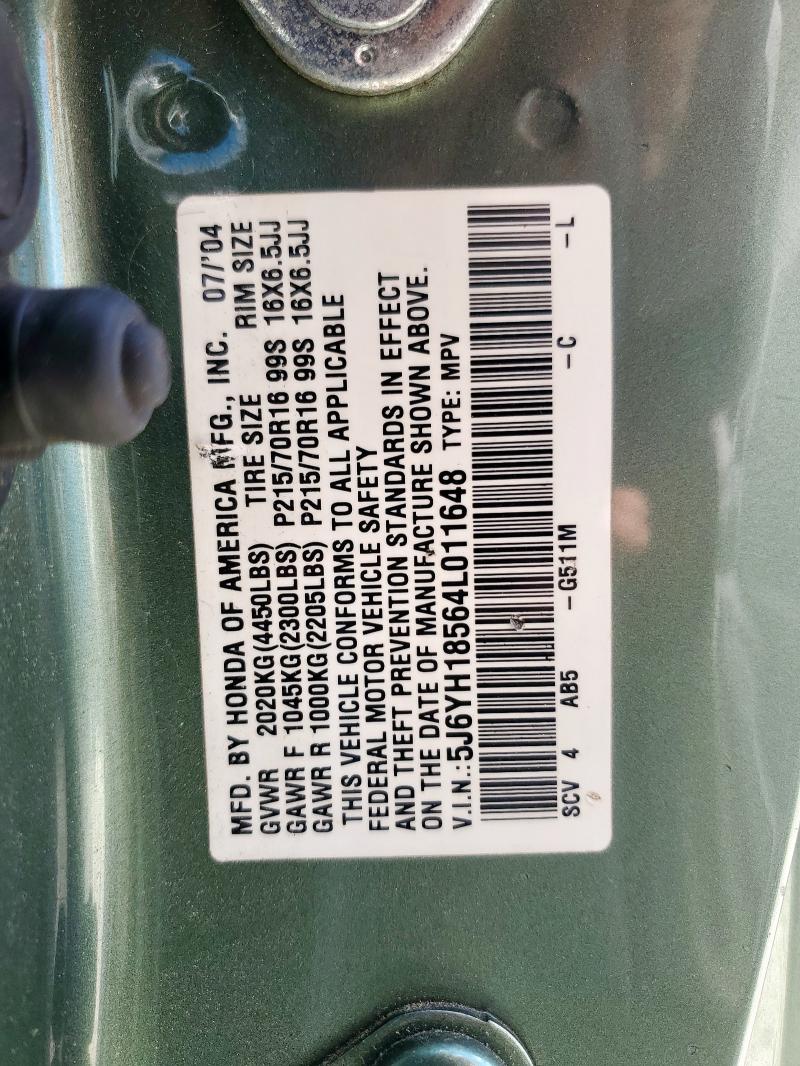 MFD. BY HONDA OF AMERICA MFG., INC. 07/'04
GVWR 2020KG(4450LBS) TIRE SIZE RIM SIZE
GAWR F 1045KG(2300LBS) P215/70R16 99S 16X6.5JJ
GAWR R 1000KG(2205LBS) P215/70R16 99S 16X6.5JJ
THIS VEHICLE CONFORMS TO ALL APPLICABLE
FEDERAL MOTOR VEHICLE SAFETY
AND THEFT PREVENTION STANDARDS IN EFFECT
ON THE DATE OF MANUFACTURE SHOWN ABOVE.
V.I.N.:5J6YH18564L011648 TYPE: MPV
SCV 4 AB5 -G511M -C -L